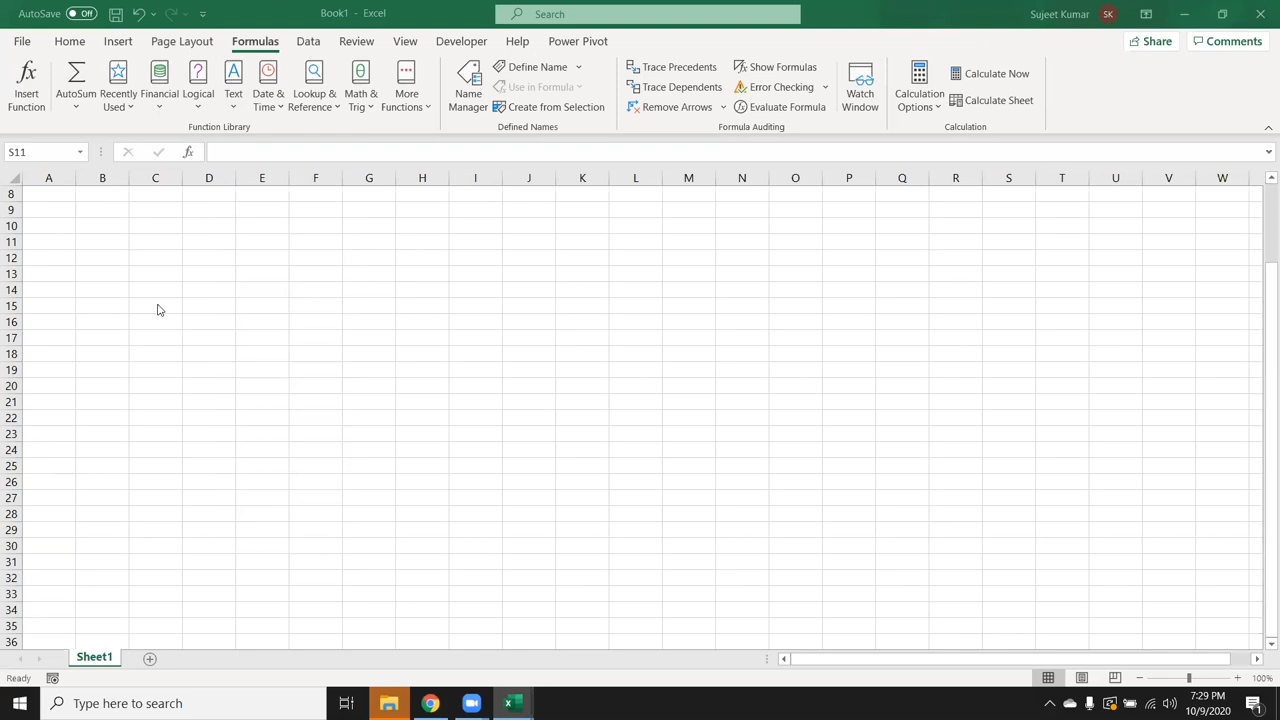 AutoSave Off Book1 - Excel Search Sujeet Kumar SK
File Home Insert Page Layout Formulas Data Review View Developer Help Power Pivot Share Comments
Insert Function AutoSum Recently Used Financial Logical Text Date & Time Lookup & Reference Math & Trig More Functions
Function Library
Name Manager Define Name Use in Formula Create from Selection
Defined Names
Trace Precedents Trace Dependents Remove Arrows Show Formulas Error Checking Evaluate Formula
Formula Auditing
Watch Window
Calculation Options Calculate Now Calculate Sheet
Calculation
S11 fx
A B C D E F G H I J K L M N O P Q R S T U V W
8
9
10
11
12
13
14
15
16
17
18
19
20
21
22
23
24
25
26
27
28
29
30
31
32
33
34
35
36
Sheet1
Ready 100%
Type here to search 7:29 PM
10/9/2020